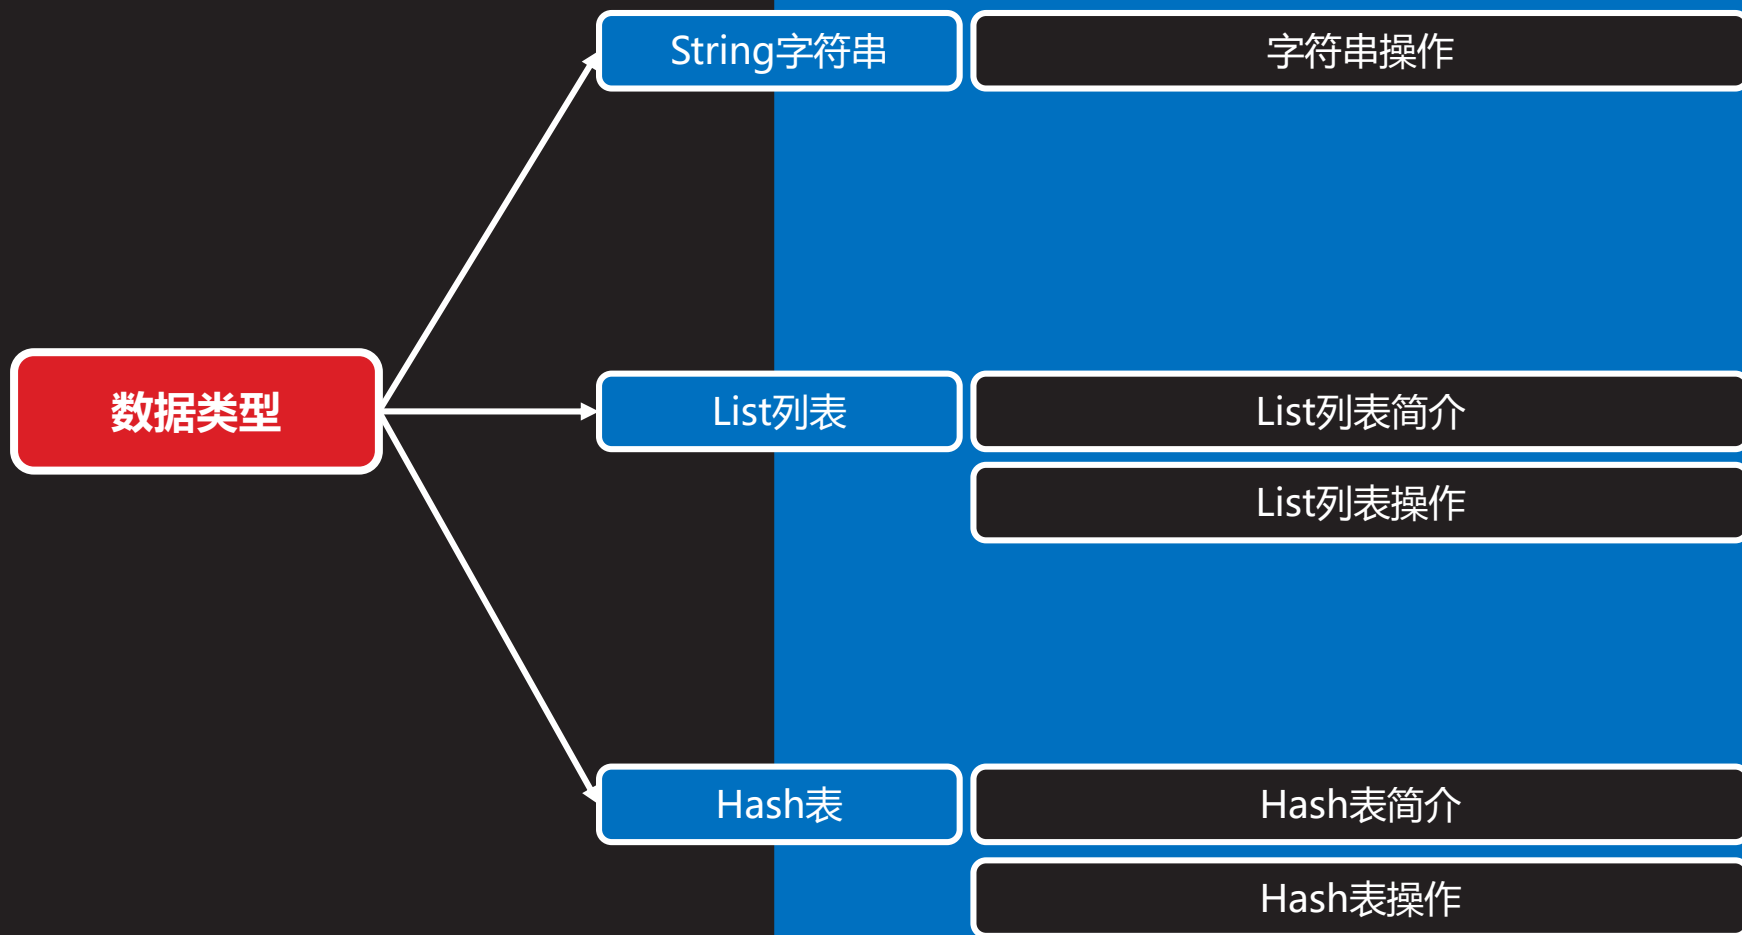 数据类型
String字符串
字符串操作
List列表
List列表简介
List列表操作
Hash表
Hash表简介
Hash表操作